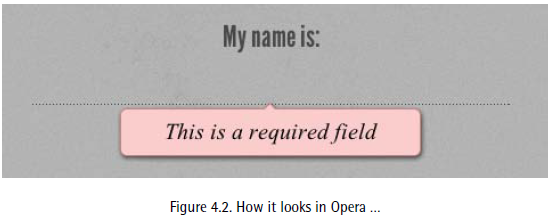 My name is:
This is a required field
Figure 4.2. How it looks in Opera ...